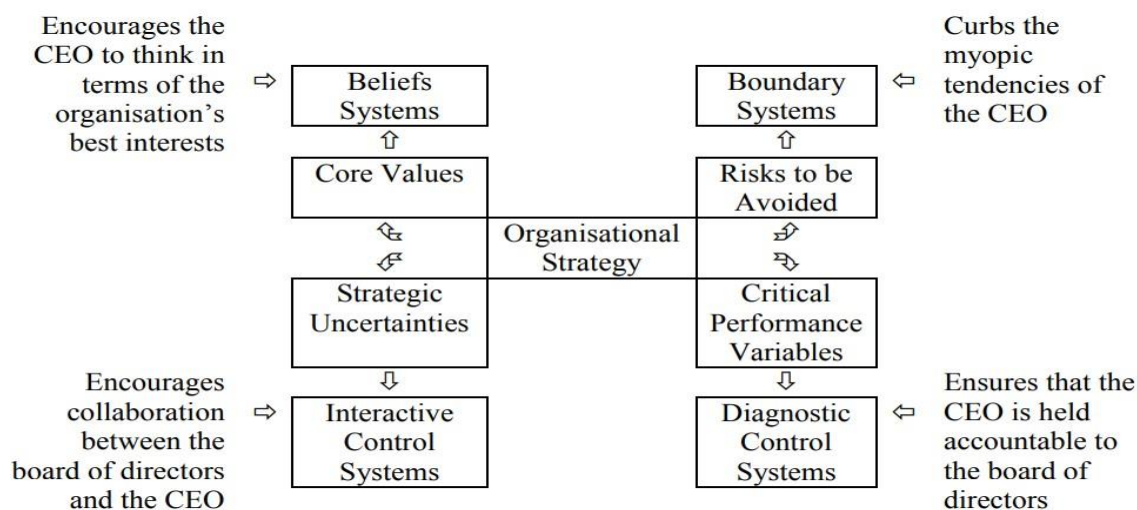 Encourages the
CEO to think in
terms of the
organisation's
best interests
Beliefs
Systems
Boundary
Systems
Curbs the
myopic
tendencies of
the CEO
Core Values
Risks to be
Avoided
Organisational
Strategy
Strategic
Uncertainties
Critical
Performance
Variables
Encourages
collaboration
between the
board of directors
and the CEO
Interactive
Control
Systems
Diagnostic
Control
Systems
Ensures that the
CEO is held
accountable to
the board of
directors